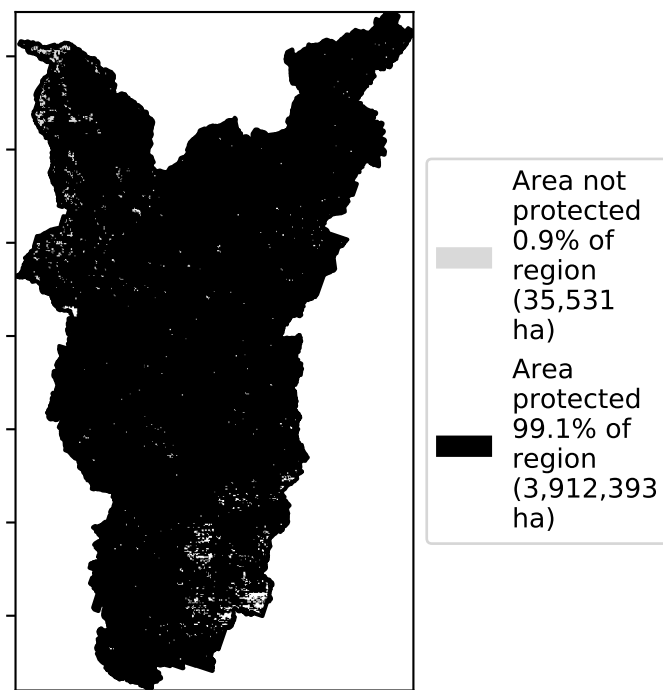 Area not
protected
0.9% of
region
(35,531
ha)
Area
protected
99.1% of
region
(3,912,393
ha)